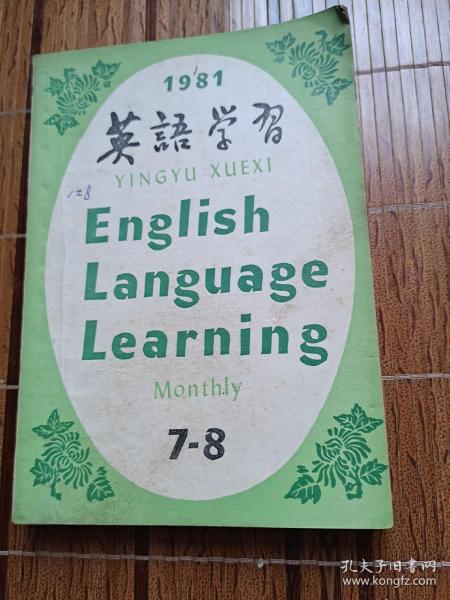 1981
英語学習
YINGYU XUEXI
English
Language
Learning
Monthly
7-8
孔夫子旧书网
www.kongfz.com